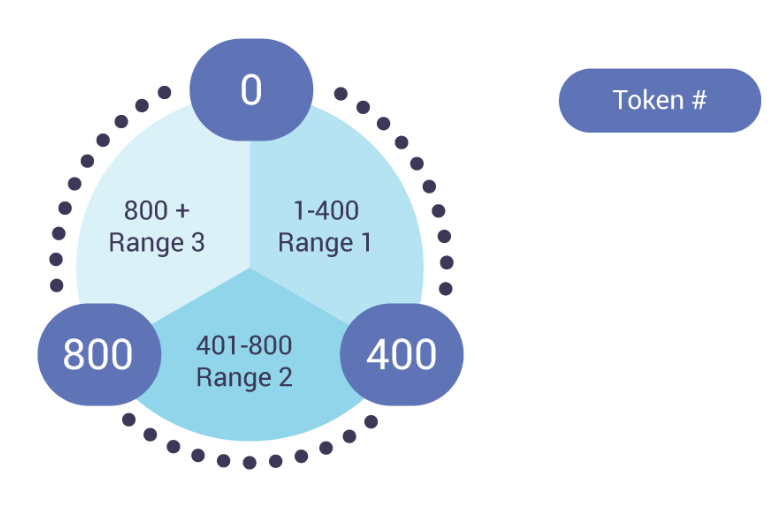 0
Token #
800 +
Range 3
1-400
Range 1
800
401-800
Range 2
400